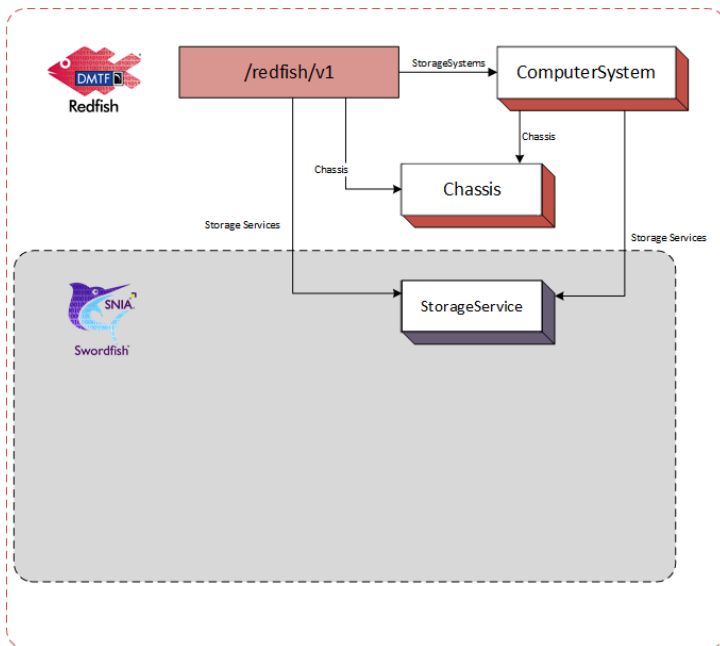 /redfish/v1
StorageSystems
ComputerSystem
DMTF
Redfish
Chassis
Chassis
Chassis
Storage Services
Storage Services
SNIA
StorageService
Swordfish